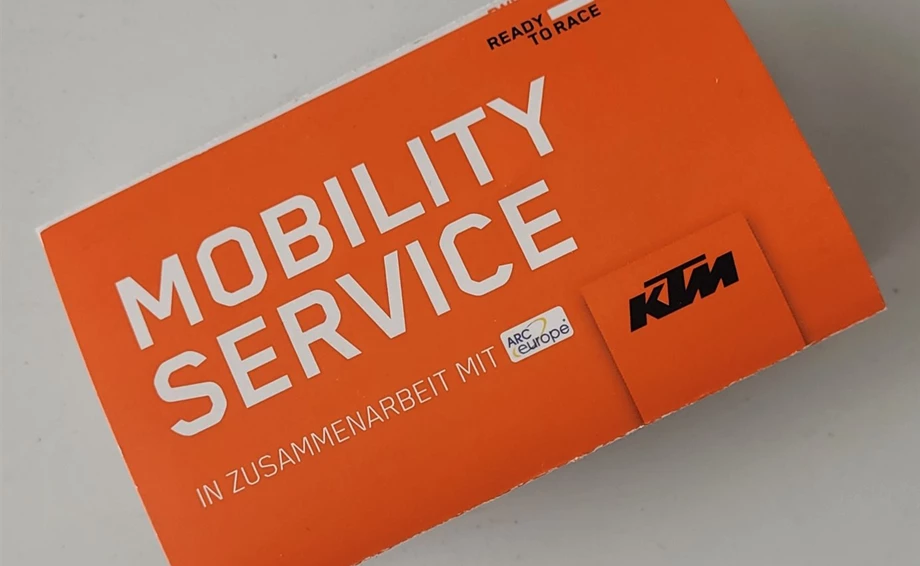 READY
TO RACE
MOBILITY
SERVICE
IN ZUSAMMENARBEIT MIT ARC europe
KTM